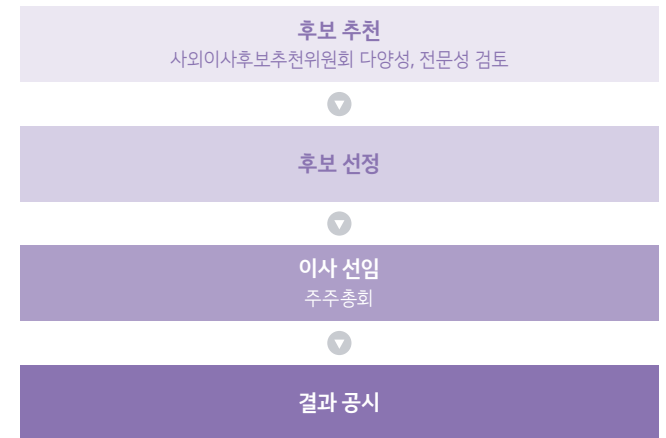 후보 추천
사외이사후보추천위원회 다양성, 전문성 검토
후보 선정
이사 선임
주주총회
결과 공시